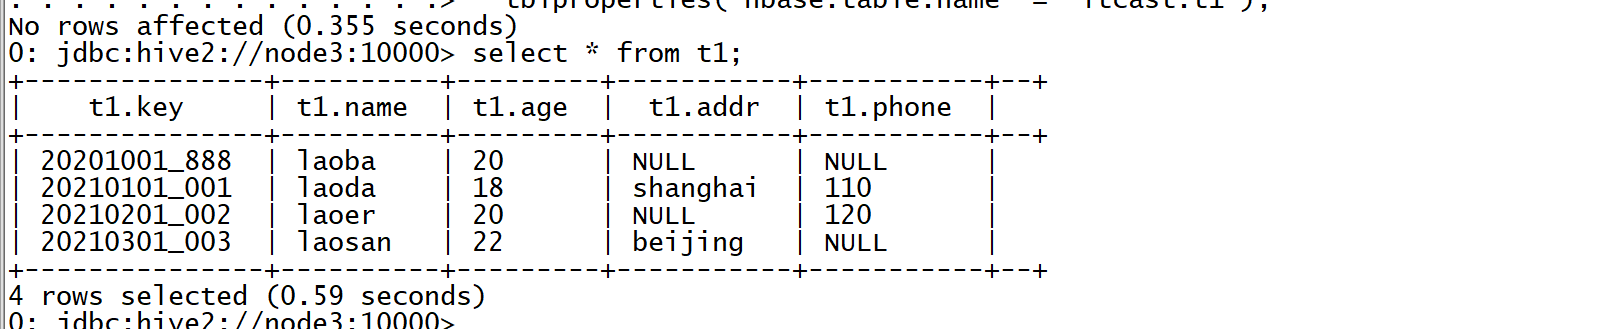 . . . . . . . . . . . . . . .> tblproperties("hbase.table.name" = "itcast:t1");
No rows affected (0.355 seconds)
0: jdbc:hive2://node3:10000> select * from t1;
+----------------+----------+---------+-----------+-----------+--+
|     t1.key     | t1.name  | t1.age  |  t1.addr  | t1.phone  |
+----------------+----------+---------+-----------+-----------+--+
| 20201001_888  | laoba    | 20      | NULL      | NULL      |
| 20210101_001  | laoda    | 18      | shanghai  | 110       |
| 20210201_002  | laoer    | 20      | NULL      | 120       |
| 20210301_003  | laosan   | 22      | beijing   | NULL      |
+----------------+----------+---------+-----------+-----------+--+
4 rows selected (0.59 seconds)
0: jdbc:hive2://node3:10000>